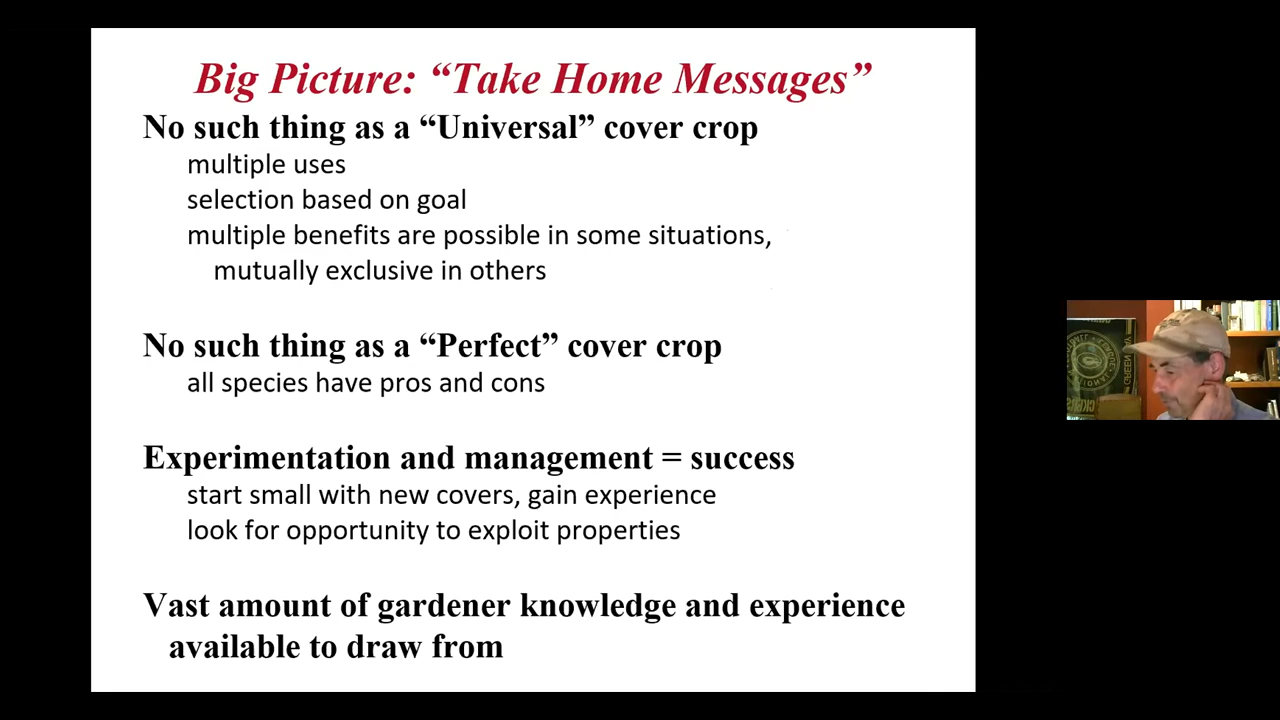 Big Picture: “Take Home Messages”
No such thing as a “Universal” cover crop
multiple uses
selection based on goal
multiple benefits are possible in some situations,
mutually exclusive in others
No such thing as a “Perfect” cover crop
all species have pros and cons
Experimentation and management = success
start small with new covers, gain experience
look for opportunity to exploit properties
Vast amount of gardener knowledge and experience
available to draw from